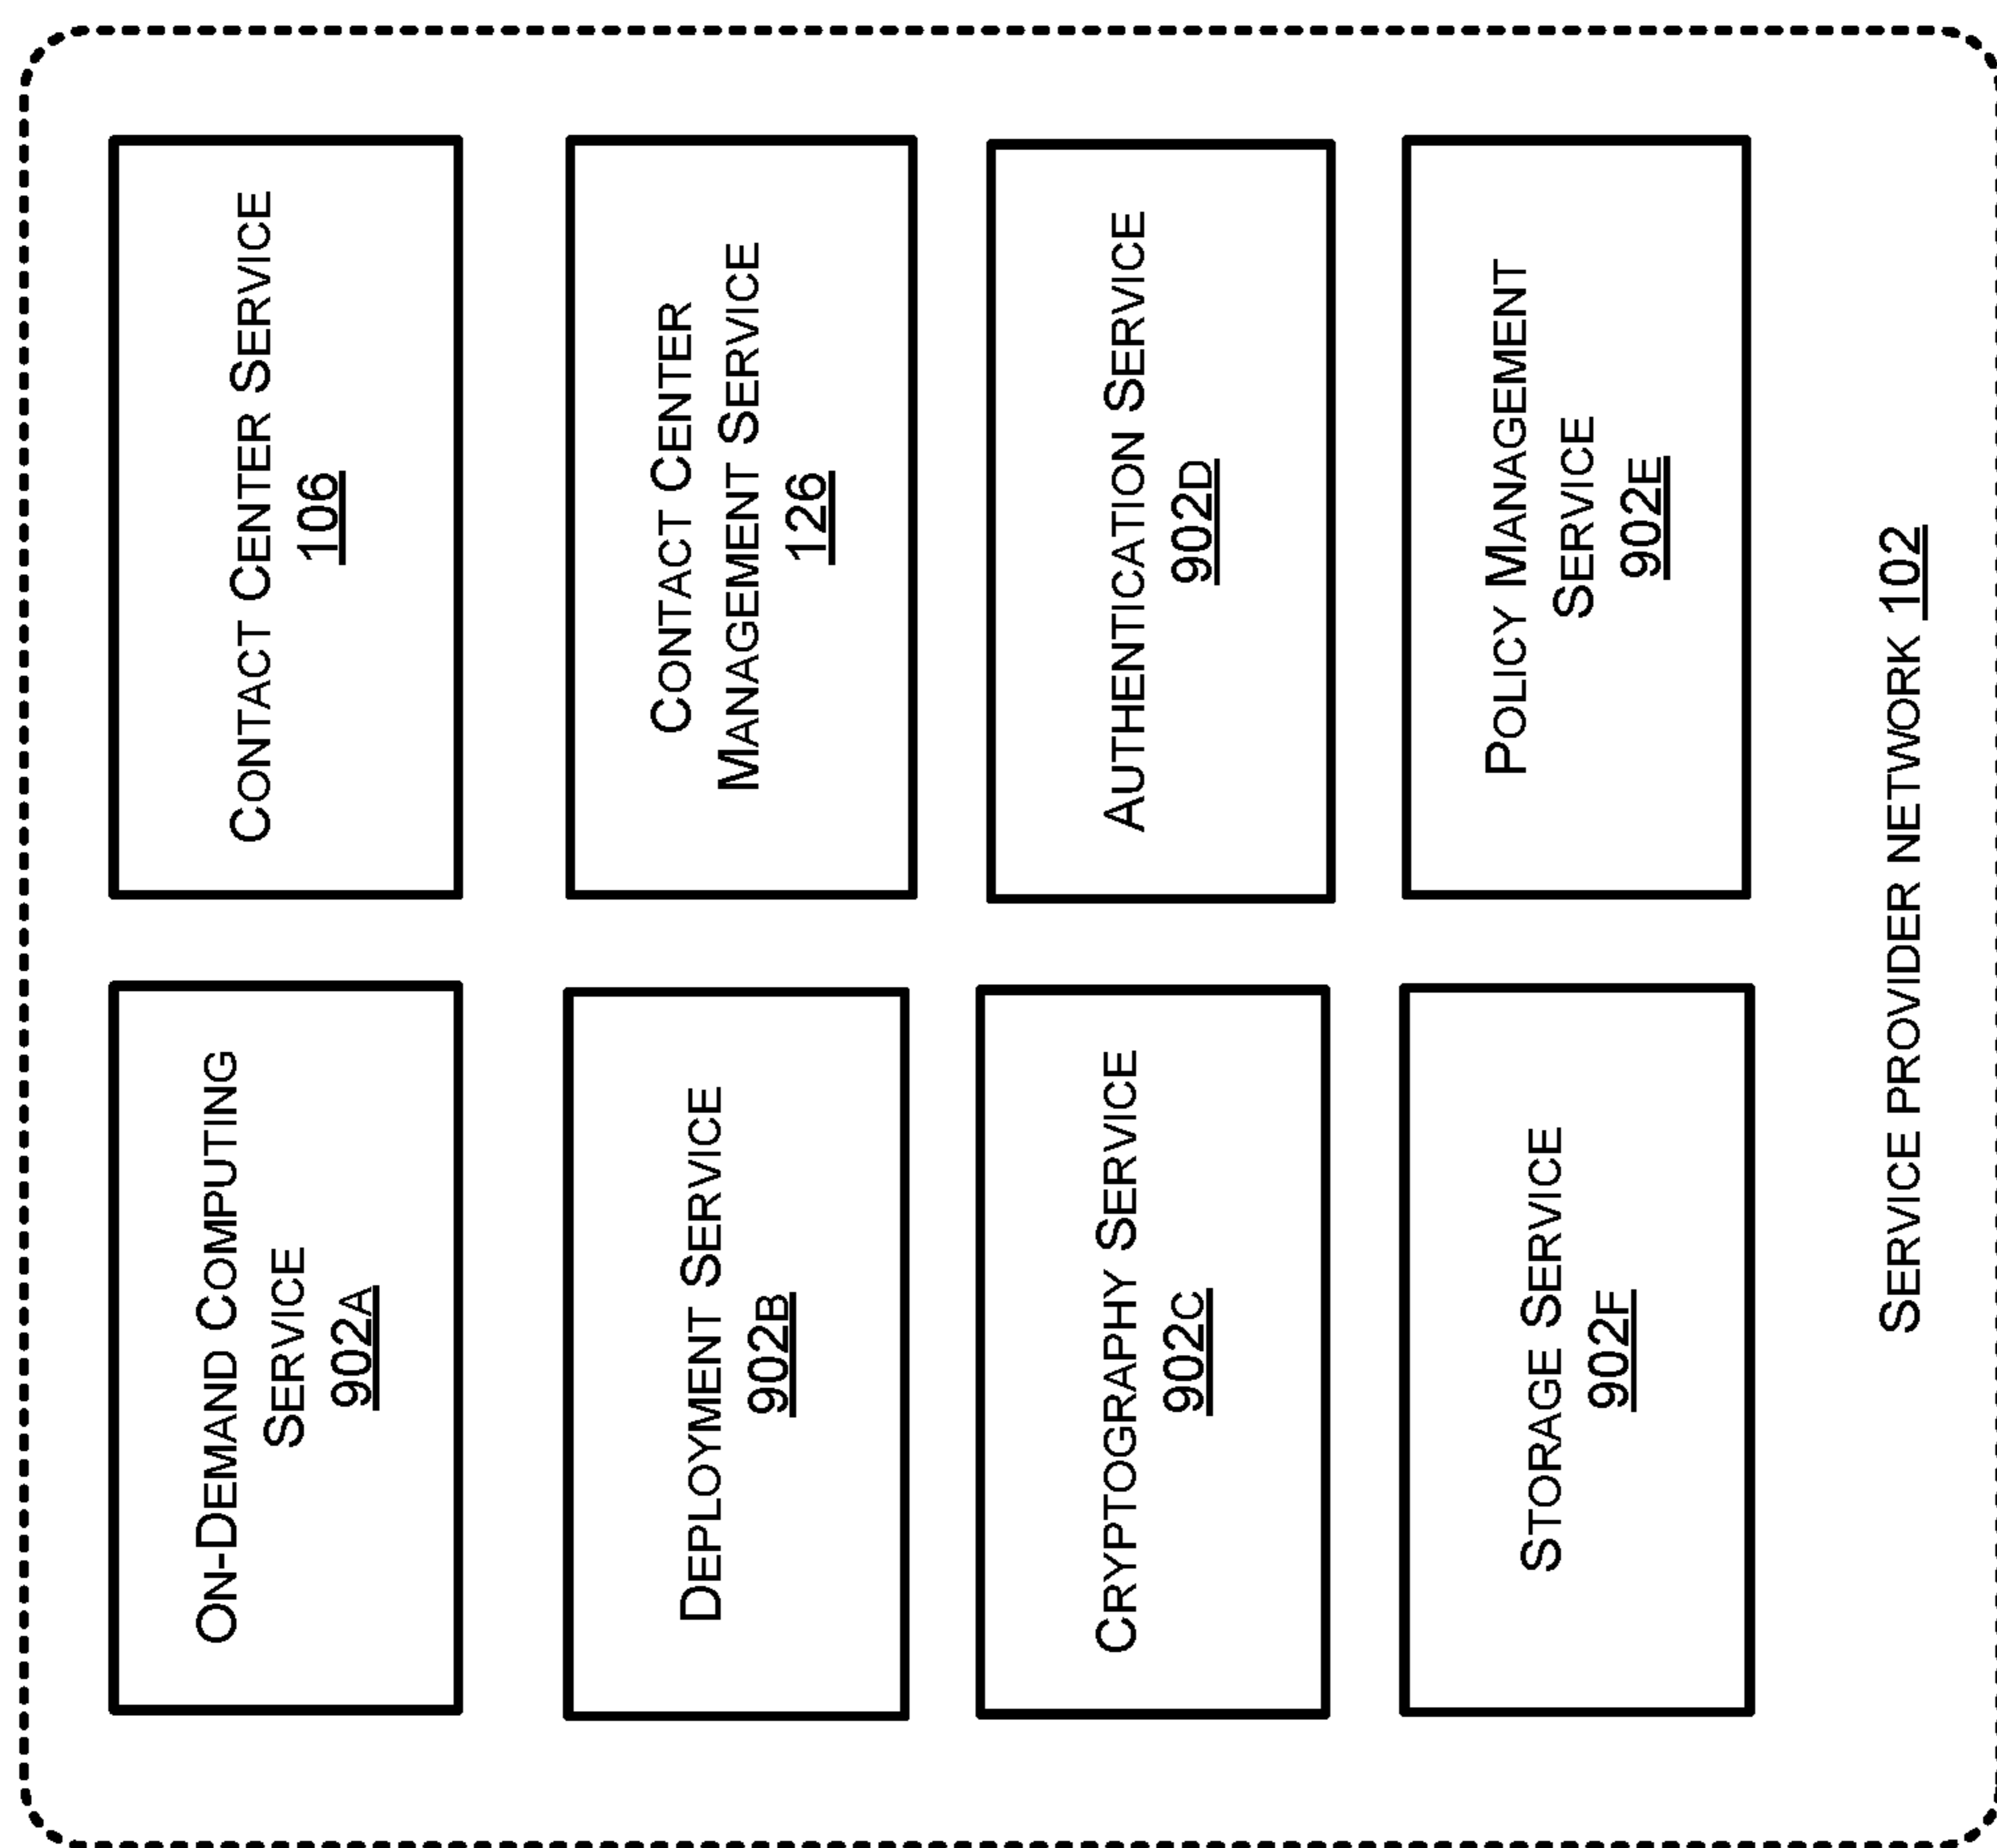 ON-DEMAND COMPUTING
SERVICE
902A
CONTACT CENTER SERVICE
106
DEPLOYMENT SERVICE
902B
CONTACT CENTER
MANAGEMENT SERVICE
126
CRYPTOGRAPHY SERVICE
902C
AUTHENTICATION SERVICE
902D
STORAGE SERVICE
902F
POLICY MANAGEMENT
SERVICE
902E
SERVICE PROVIDER NETWORK 102